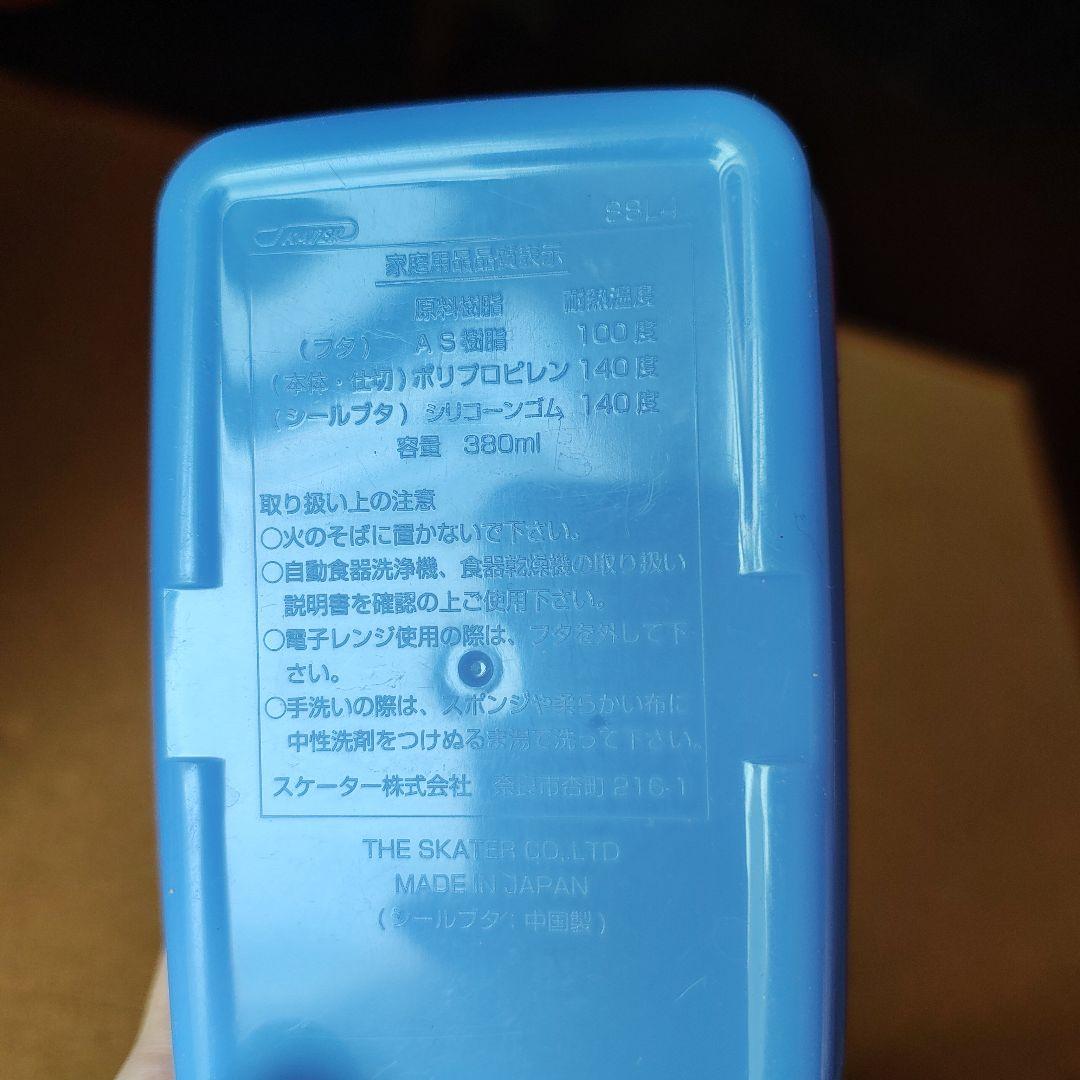 SKATER
SSL4
家庭用品品質表示
原料樹脂 耐熱温度
(フタ) AS樹脂 100度
(本体・仕切)ポリプロピレン 140度
(シールブタ) シリコーンゴム 140度
容量 380ml
取り扱い上の注意
○火のそばに置かないで下さい。
○自動食器洗浄機、食器乾燥機の取り扱い
説明書を確認の上ご使用下さい。
○電子レンジ使用の際は、フタを外して下
さい。
○手洗いの際は、スポンジや柔らかい布に
中性洗剤をつけぬるま湯で洗って下さい。
スケーター株式会社 奈良市杏町216-1
THE SKATER CO.,LTD
MADE IN JAPAN
(シールブタ:中国製)